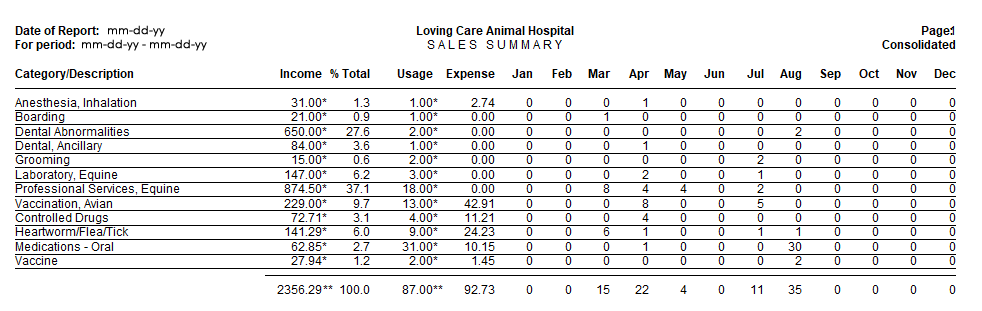 Date of Report: mm-dd-yy Loving Care Animal Hospital Page:1
For period: mm-dd-yy - mm-dd-yy SALES SUMMARY Consolidated
Category/Description Income % Total Usage Expense Jan Feb Mar Apr May Jun Jul Aug Sep Oct Nov Dec
Anesthesia, Inhalation 31.00* 1.3 1.00* 2.74 0 0 0 1 0 0 0 0 0 0 0 0
Boarding 21.00* 0.9 1.00* 0.00 0 0 1 0 0 0 0 0 0 0 0 0
Dental Abnormalities 650.00* 27.6 2.00* 0.00 0 0 0 0 0 0 0 2 0 0 0 0
Dental, Ancillary 84.00* 3.6 1.00* 0.00 0 0 0 1 0 0 0 0 0 0 0 0
Grooming 15.00* 0.6 2.00* 0.00 0 0 0 0 0 0 2 0 0 0 0 0
Laboratory, Equine 147.00* 6.2 3.00* 0.00 0 0 0 2 0 0 1 0 0 0 0 0
Professional Services, Equine 874.50* 37.1 18.00* 0.00 0 0 8 4 4 0 2 0 0 0 0 0
Vaccination, Avian 229.00* 9.7 13.00* 42.91 0 0 0 8 0 0 5 0 0 0 0 0
Controlled Drugs 72.71* 3.1 4.00* 11.21 0 0 0 4 0 0 0 0 0 0 0 0
Heartworm/Flea/Tick 141.29* 6.0 9.00* 24.23 0 0 6 1 0 0 1 1 0 0 0 0
Medications - Oral 62.85* 2.7 31.00* 10.15 0 0 0 1 0 0 0 30 0 0 0 0
Vaccine 27.94* 1.2 2.00* 1.45 0 0 0 0 0 0 0 2 0 0 0 0
2356.29** 100.0 87.00** 92.73 0 0 15 22 4 0 11 35 0 0 0 0